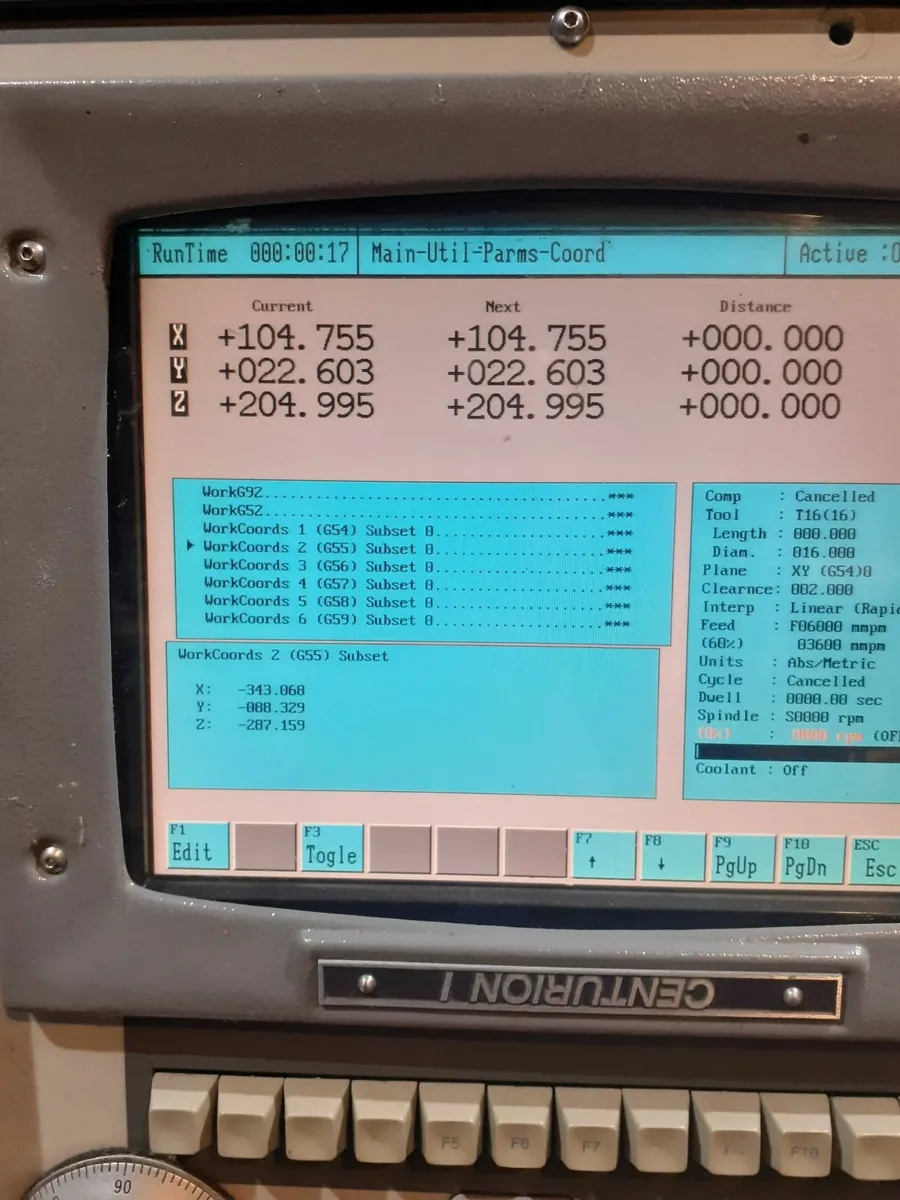 RunTime 000:00:17 Main-Util-Parms-Coord Active :
Current Next Distance
X +104.755 +104.755 +000.000
Y +022.603 +022.603 +000.000
Z +204.995 +204.995 +000.000
WorkG92.......................................***
WorkG52.......................................***
WorkCoords 1 (G54) Subset 0...................***
WorkCoords 2 (G55) Subset 0...................***
WorkCoords 3 (G56) Subset 0...................***
WorkCoords 4 (G57) Subset 0...................***
WorkCoords 5 (G58) Subset 0...................***
WorkCoords 6 (G59) Subset 0...................***
WorkCoords 2 (G55) Subset
X: -343.068
Y: -088.329
Z: -287.159
Comp : Cancelled
Tool : T16(16)
Length : 000.000
Diam. : 016.000
Plane : XY (G54)0
Clearnce: 002.000
Interp : Linear (Rapi
Feed : F06000 mmpm
(60%) 03600 mmpm
Units : Abs/Metric
Cycle : Cancelled
Dwell : 0000.00 sec
Spindle : S0000 rpm
(0%) : 0000 rpm (OF
Coolant : Off
F1 F3 F7 F8 F9 F10 ESC
Edit Togle ↑ ↓ PgUp PgDn Esc
CENTURION I
F5 F6 F7 F10
90